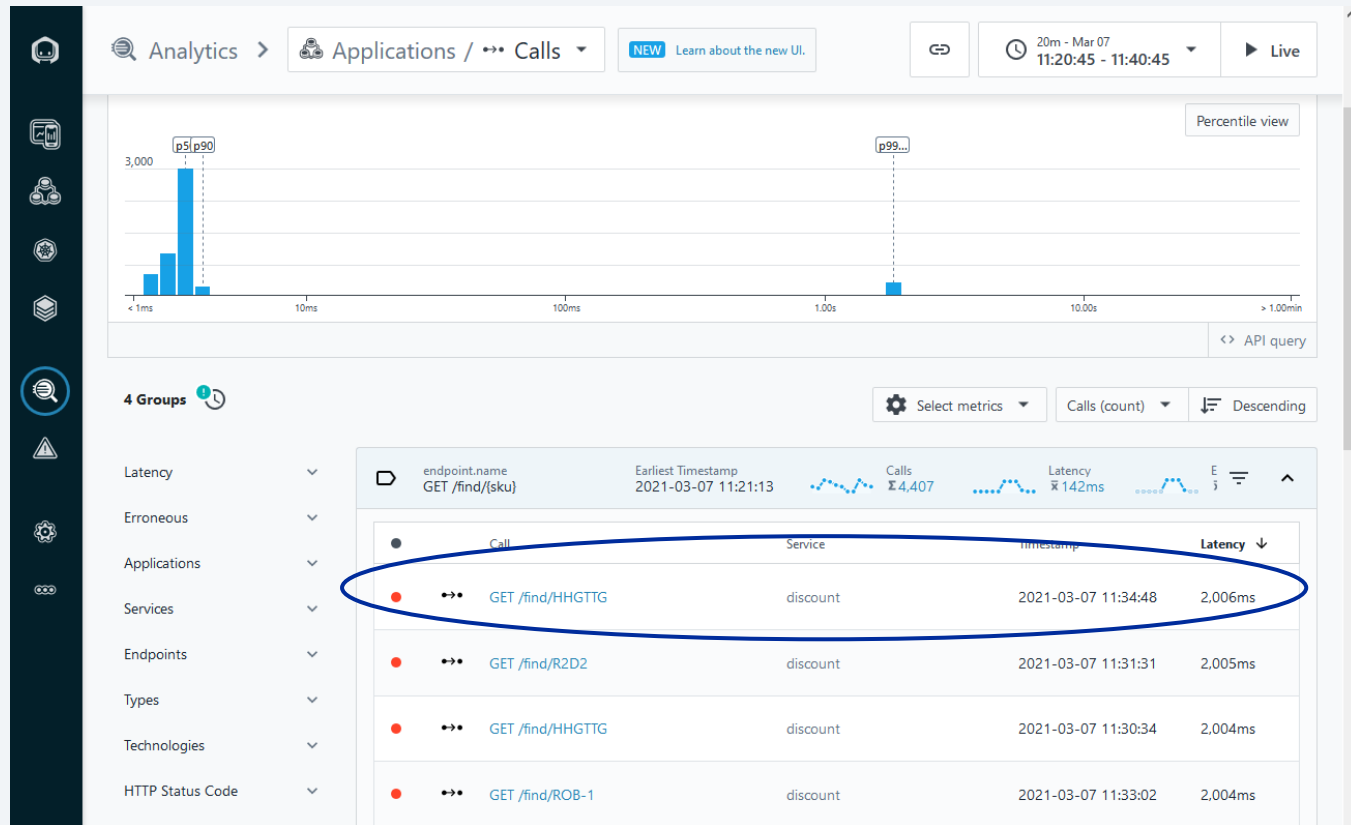 Analytics > Applications / Calls NEW Learn about the new UI. 20m - Mar 07
11:20:45 - 11:40:45 Live
Percentile view
p5 p90 p99...
3,000
< 1ms 10ms 100ms 1.00s 10.00s > 1.00min
<> API query
4 Groups Select metrics Calls (count) Descending
Latency
Erroneous
Applications
Services
Endpoints
Types
Technologies
HTTP Status Code
endpoint.name Earliest Timestamp Calls Latency E
GET /find/{sku} 2021-03-07 11:21:13 Σ4,407 x̄ 142ms
Call Service Timestamp Latency ↓
GET /find/HHGTTG discount 2021-03-07 11:34:48 2,006ms
GET /find/R2D2 discount 2021-03-07 11:31:31 2,005ms
GET /find/HHGTTG discount 2021-03-07 11:30:34 2,004ms
GET /find/ROB-1 discount 2021-03-07 11:33:02 2,004ms